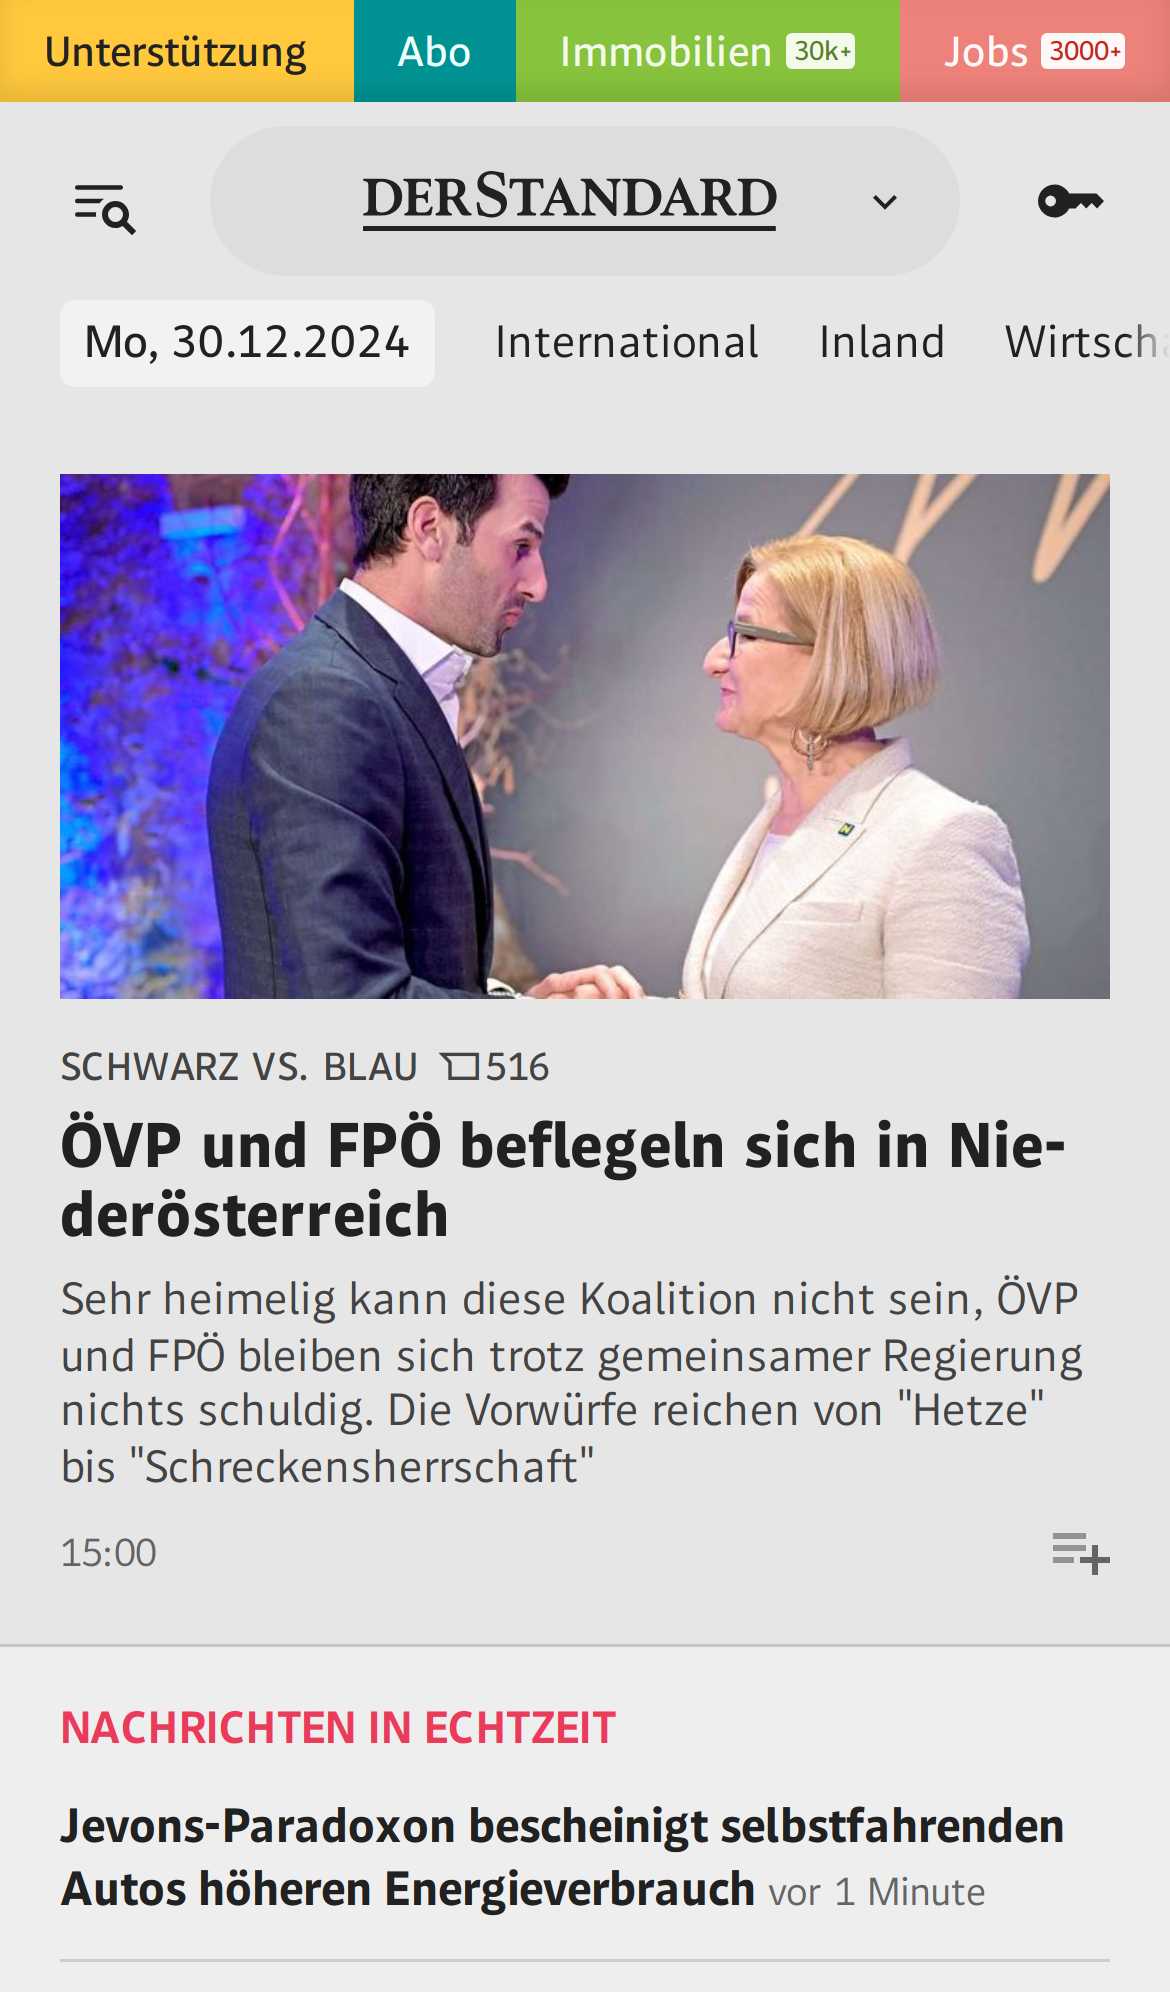 Unterstützung Abo Immobilien 30k+ Jobs 3000+
DERSTANDARD
Mo, 30.12.2024 International Inland Wirtscha
SCHWARZ VS. BLAU 516
ÖVP und FPÖ beflegeln sich in Nie-
derösterreich
Sehr heimelig kann diese Koalition nicht sein, ÖVP
und FPÖ bleiben sich trotz gemeinsamer Regierung
nichts schuldig. Die Vorwürfe reichen von "Hetze"
bis "Schreckensherrschaft"
15:00
NACHRICHTEN IN ECHTZEIT
Jevons-Paradoxon bescheinigt selbstfahrenden
Autos höheren Energieverbrauch vor 1 Minute